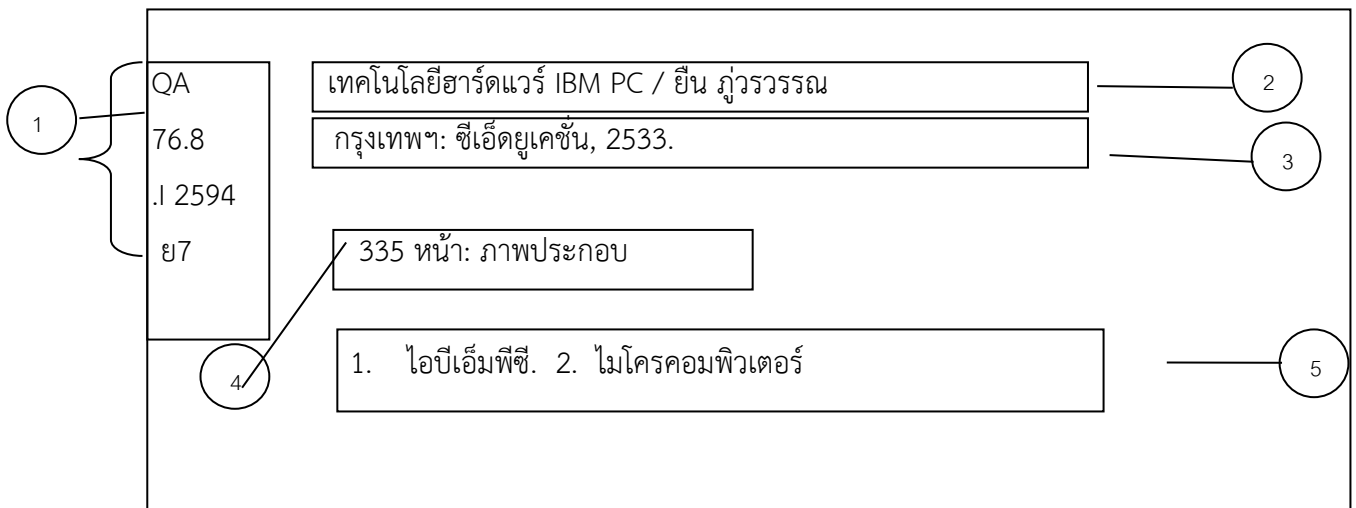 QA
76.8
.I 2594
ย7
เทคโนโลยีฮาร์ดแวร์ IBM PC / ยืน ภู่วรวรรณ
กรุงเทพฯ: ซีเอ็ดยูเคชั่น, 2533.
335 หน้า: ภาพประกอบ
1. ไอบีเอ็มพีซี. 2. ไมโครคอมพิวเตอร์
1
2
3
4
5